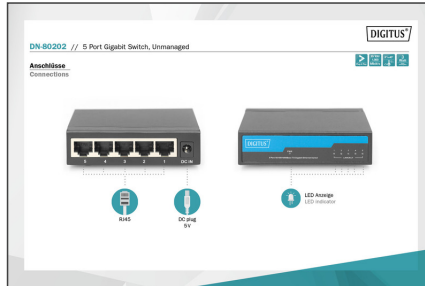 DIGITUS®
DN-80202 // 5 Port Gigabit Switch, Unmanaged
Anschlüsse
Connections
5 4 3 2 1 DC IN
DIGITUS
RJ45
DC plug
5 V
LED Anzeige
LED indicator